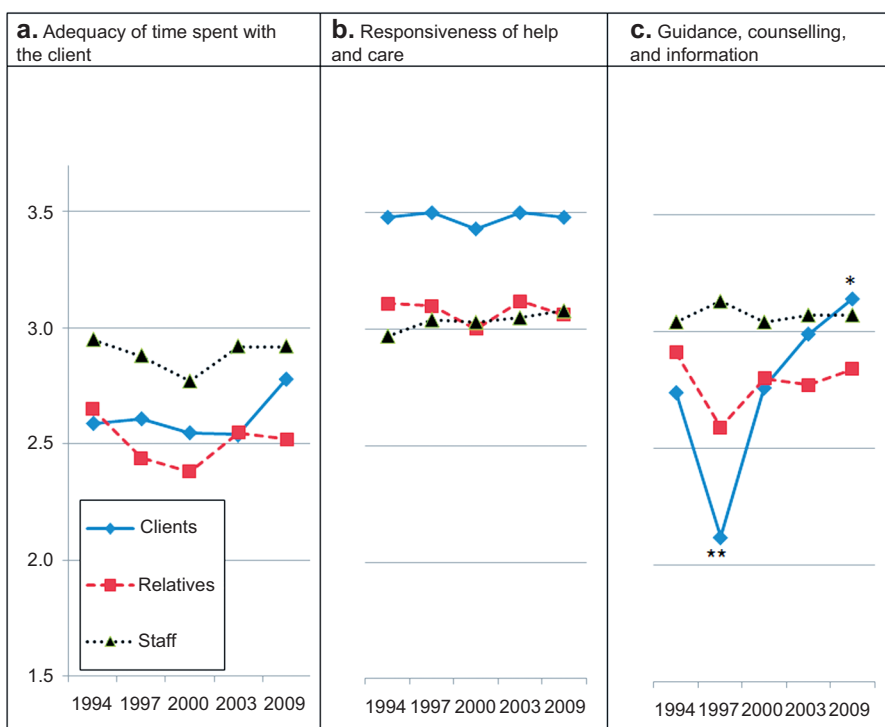 a. Adequacy of time spent with
the client
b. Responsiveness of help
and care
c. Guidance, counselling,
and information
3.5
3.0
2.5
2.0
1.5
Clients
Relatives
Staff
1994 1997 2000 2003 2009
1994 1997 2000 2003 2009
*
**
1994 1997 2000 2003 2009